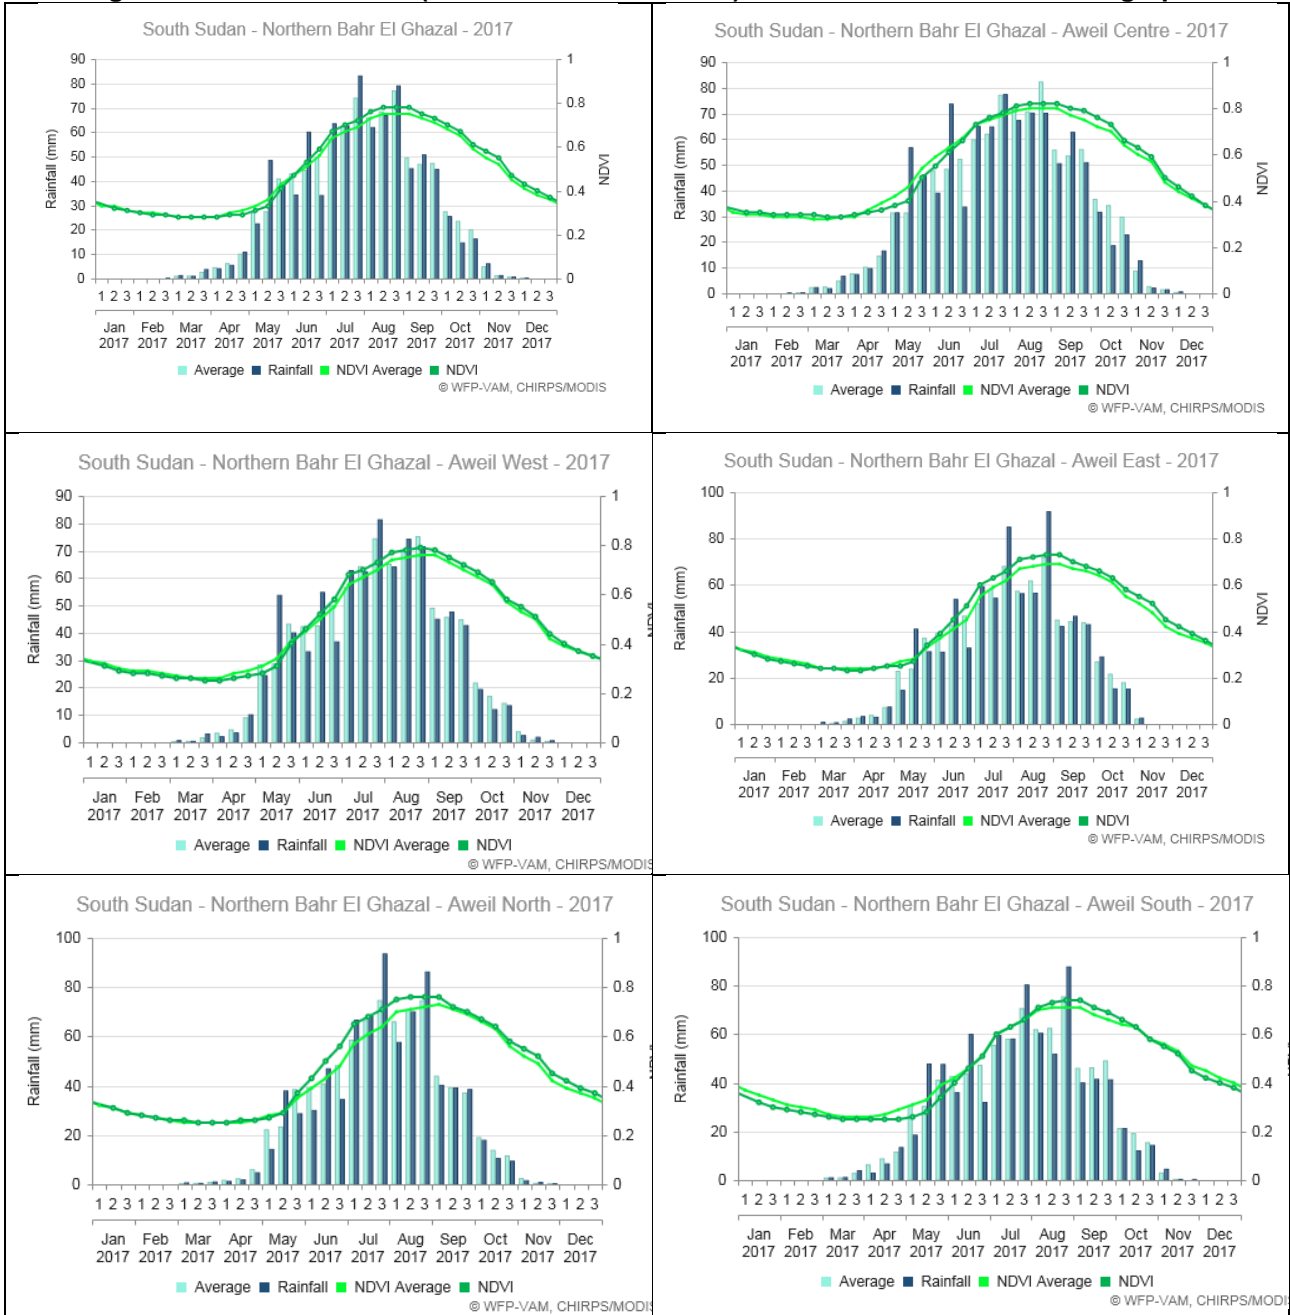 South Sudan - Northern Bahr El Ghazal - 2017
90
80
70
60
50
40
30
20
10
0
Rainfall (mm)
1
0.8
0.6
0.4
0.2
0
NDVI
1 2 3 1 2 3 1 2 3 1 2 3 1 2 3 1 2 3 1 2 3 1 2 3 1 2 3 1 2 3 1 2 3 1 2 3
Jan Feb Mar Apr May Jun Jul Aug Sep Oct Nov Dec
2017 2017 2017 2017 2017 2017 2017 2017 2017 2017 2017 2017
Average Rainfall NDVI Average NDVI
© WFP-VAM, CHIRPS/MODIS
South Sudan - Northern Bahr El Ghazal - Aweil Centre - 2017
90
80
70
60
50
40
30
20
10
0
Rainfall (mm)
1
0.8
0.6
0.4
0.2
0
NDVI
1 2 3 1 2 3 1 2 3 1 2 3 1 2 3 1 2 3 1 2 3 1 2 3 1 2 3 1 2 3 1 2 3 1 2 3
Jan Feb Mar Apr May Jun Jul Aug Sep Oct Nov Dec
2017 2017 2017 2017 2017 2017 2017 2017 2017 2017 2017 2017
Average Rainfall NDVI Average NDVI
© WFP-VAM, CHIRPS/MODIS
South Sudan - Northern Bahr El Ghazal - Aweil West - 2017
90
80
70
60
50
40
30
20
10
0
Rainfall (mm)
1
0.8
0.6
0.4
0.2
0
1 2 3 1 2 3 1 2 3 1 2 3 1 2 3 1 2 3 1 2 3 1 2 3 1 2 3 1 2 3 1 2 3 1 2 3
Jan Feb Mar Apr May Jun Jul Aug Sep Oct Nov Dec
2017 2017 2017 2017 2017 2017 2017 2017 2017 2017 2017 2017
Average Rainfall NDVI Average NDVI
© WFP-VAM, CHIRPS/MODIS
South Sudan - Northern Bahr El Ghazal - Aweil East - 2017
100
80
60
40
20
0
Rainfall (mm)
1
0.8
0.6
0.4
0.2
0
NDVI
1 2 3 1 2 3 1 2 3 1 2 3 1 2 3 1 2 3 1 2 3 1 2 3 1 2 3 1 2 3 1 2 3 1 2 3
Jan Feb Mar Apr May Jun Jul Aug Sep Oct Nov Dec
2017 2017 2017 2017 2017 2017 2017 2017 2017 2017 2017 2017
Average Rainfall NDVI Average NDVI
© WFP-VAM, CHIRPS/MODIS
South Sudan - Northern Bahr El Ghazal - Aweil North - 2017
100
80
60
40
20
0
Rainfall (mm)
1
0.8
0.6
0.4
0.2
0
1 2 3 1 2 3 1 2 3 1 2 3 1 2 3 1 2 3 1 2 3 1 2 3 1 2 3 1 2 3 1 2 3 1 2 3
Jan Feb Mar Apr May Jun Jul Aug Sep Oct Nov Dec
2017 2017 2017 2017 2017 2017 2017 2017 2017 2017 2017 2017
Average Rainfall NDVI Average NDVI
© WFP-VAM, CHIRPS/MODIS
South Sudan - Northern Bahr El Ghazal - Aweil South - 2017
100
80
60
40
20
0
Rainfall (mm)
1
0.8
0.6
0.4
0.2
0
1 2 3 1 2 3 1 2 3 1 2 3 1 2 3 1 2 3 1 2 3 1 2 3 1 2 3 1 2 3 1 2 3 1 2 3
Jan Feb Mar Apr May Jun Jul Aug Sep Oct Nov Dec
2017 2017 2017 2017 2017 2017 2017 2017 2017 2017 2017 2017
Average Rainfall NDVI Average NDVI
© WFP-VAM, CHIRPS/MODIS